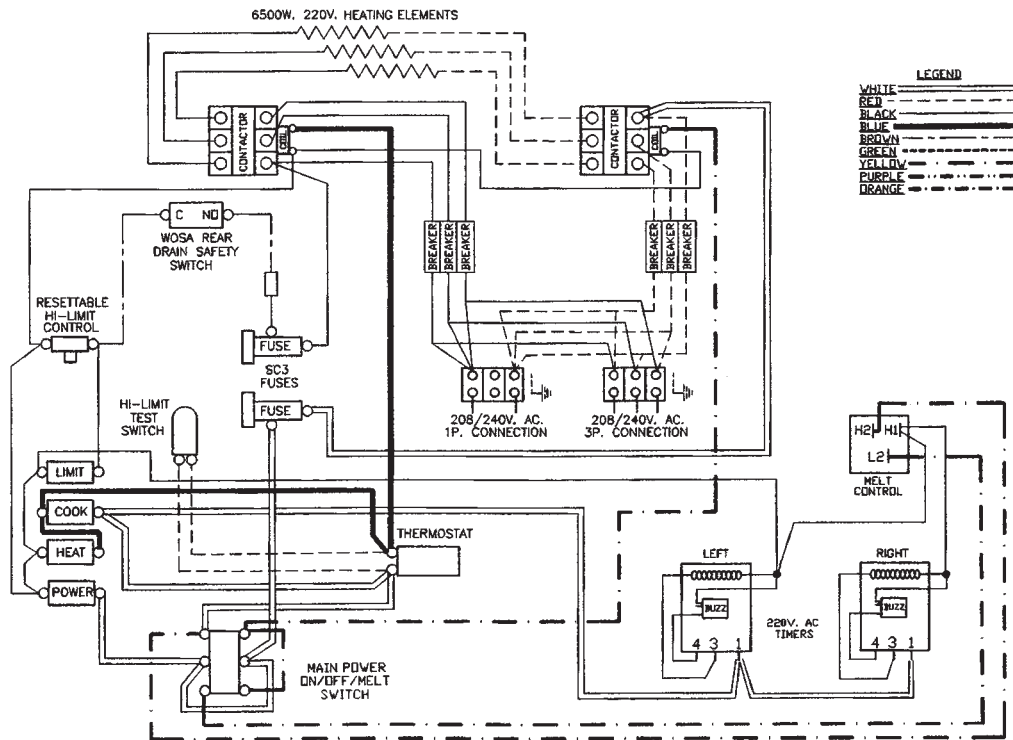 6500W. 220V. HEATING ELEMENTS
LEGEND
WHITE
RED
BLACK
BLUE
BROWN
GREEN
YELLOW
PURPLE
ORANGE
CONTACTOR
COIL
CONTACTOR
COIL
C NO
WOSA REAR
DRAIN SAFETY
SWITCH
BREAKER
BREAKER
BREAKER
BREAKER
BREAKER
BREAKER
RESETTABLE
HI-LIMIT
CONTROL
FUSE
SC3
FUSES
FUSE
HI-LIMIT
TEST
SWITCH
208/240V. AC.
1P. CONNECTION
208/240V. AC.
3P. CONNECTION
H2 H1
L2
MELT
CONTROL
LIMIT
COOK
HEAT
POWER
THERMOSTAT
LEFT
BUZZ
4 3 1
220V. AC
TIMERS
RIGHT
BUZZ
4 3 1
MAIN POWER
ON/OFF/MELT
SWITCH